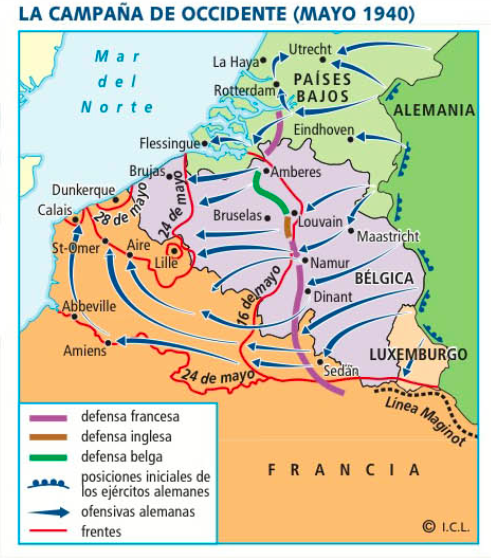 LA CAMPAÑA DE OCCIDENTE (MAYO 1940)
Mar
del
Norte
La Haya
Utrecht
Rotterdam
PAÍSES
BAJOS
ALEMANIA
Eindhoven
Flessingue
Brujas
Amberes
Dunkerque
28 de mayo
24 de mayo
Calais
Bruselas
Louvain
Maastricht
St-Omer
Aire
Lille
Namur
BÉLGICA
16 de mayo
Dinant
Abbeville
Amiens
LUXEMBURGO
Sedän
24 de mayo
Línea Maginot
defensa francesa
defensa inglesa
defensa belga
posiciones iniciales de
los ejércitos alemanes
ofensivas alemanas
frentes
FRANCIA
© I.C.L.